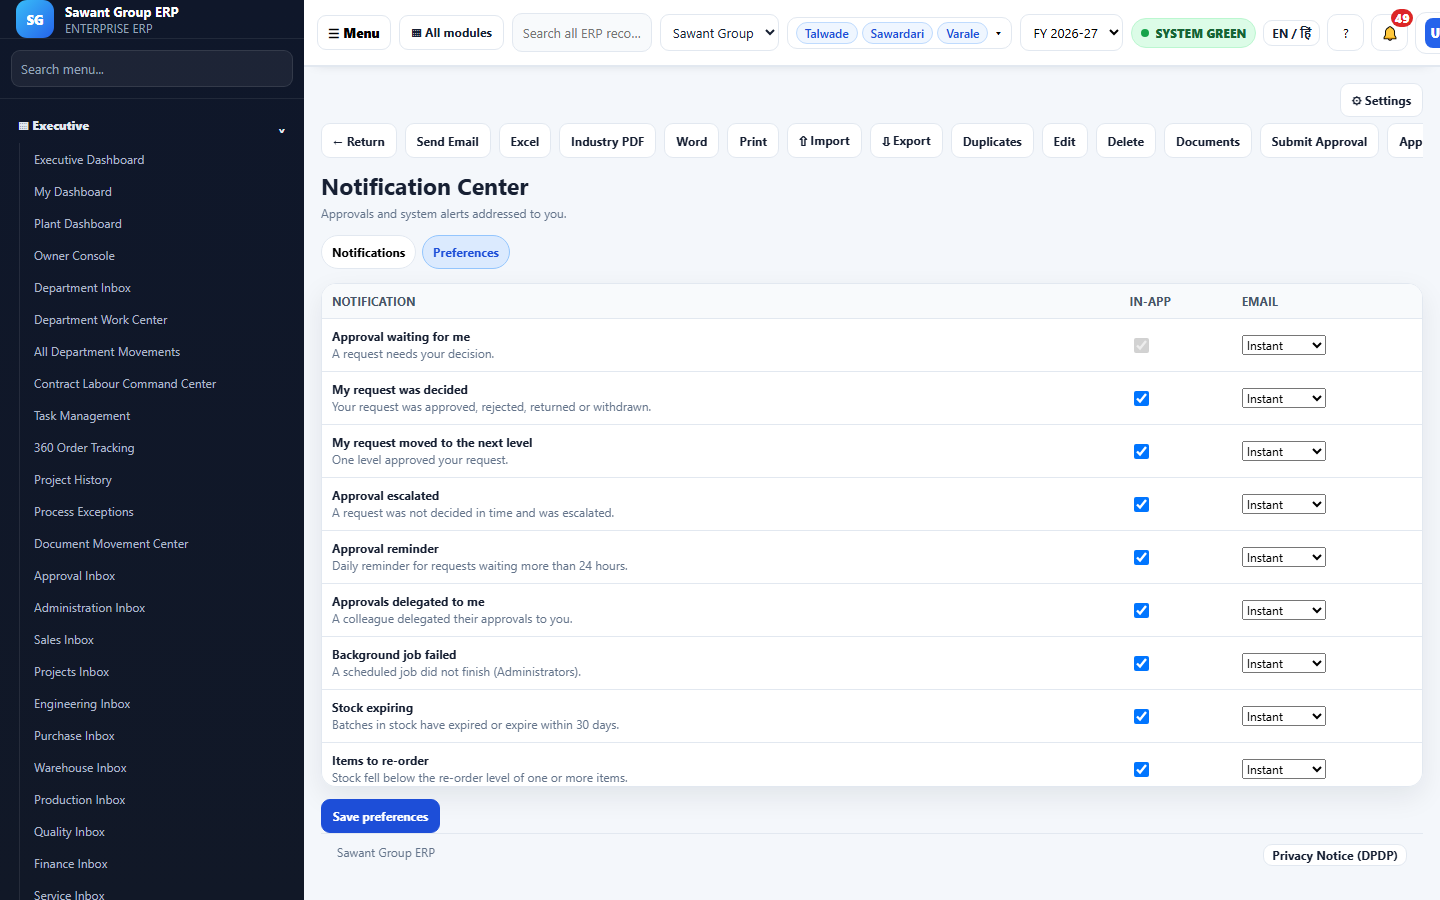 SG
Sawant Group ERP
ENTERPRISE ERP
Search menu...
Executive
Executive Dashboard
My Dashboard
Plant Dashboard
Owner Console
Department Inbox
Department Work Center
All Department Movements
Contract Labour Command Center
Task Management
360 Order Tracking
Project History
Process Exceptions
Document Movement Center
Approval Inbox
Administration Inbox
Sales Inbox
Projects Inbox
Engineering Inbox
Purchase Inbox
Warehouse Inbox
Production Inbox
Quality Inbox
Finance Inbox
Service Inbox
☰ Menu
All modules
Search all ERP reco...
Sawant Group
Talwade
Sawardari
Varale
FY 2026-27
SYSTEM GREEN
EN / हिं
?
49
U
⚙ Settings
← Return
Send Email
Excel
Industry PDF
Word
Print
⇧ Import
⇩ Export
Duplicates
Edit
Delete
Documents
Submit Approval
App
Notification Center
Approvals and system alerts addressed to you.
Notifications
Preferences
NOTIFICATION IN-APP EMAIL
Approval waiting for me
A request needs your decision.
Instant
My request was decided
Your request was approved, rejected, returned or withdrawn.
Instant
My request moved to the next level
One level approved your request.
Instant
Approval escalated
A request was not decided in time and was escalated.
Instant
Approval reminder
Daily reminder for requests waiting more than 24 hours.
Instant
Approvals delegated to me
A colleague delegated their approvals to you.
Instant
Background job failed
A scheduled job did not finish (Administrators).
Instant
Stock expiring
Batches in stock have expired or expire within 30 days.
Instant
Items to re-order
Stock fell below the re-order level of one or more items.
Instant
Save preferences
Sawant Group ERP
Privacy Notice (DPDP)